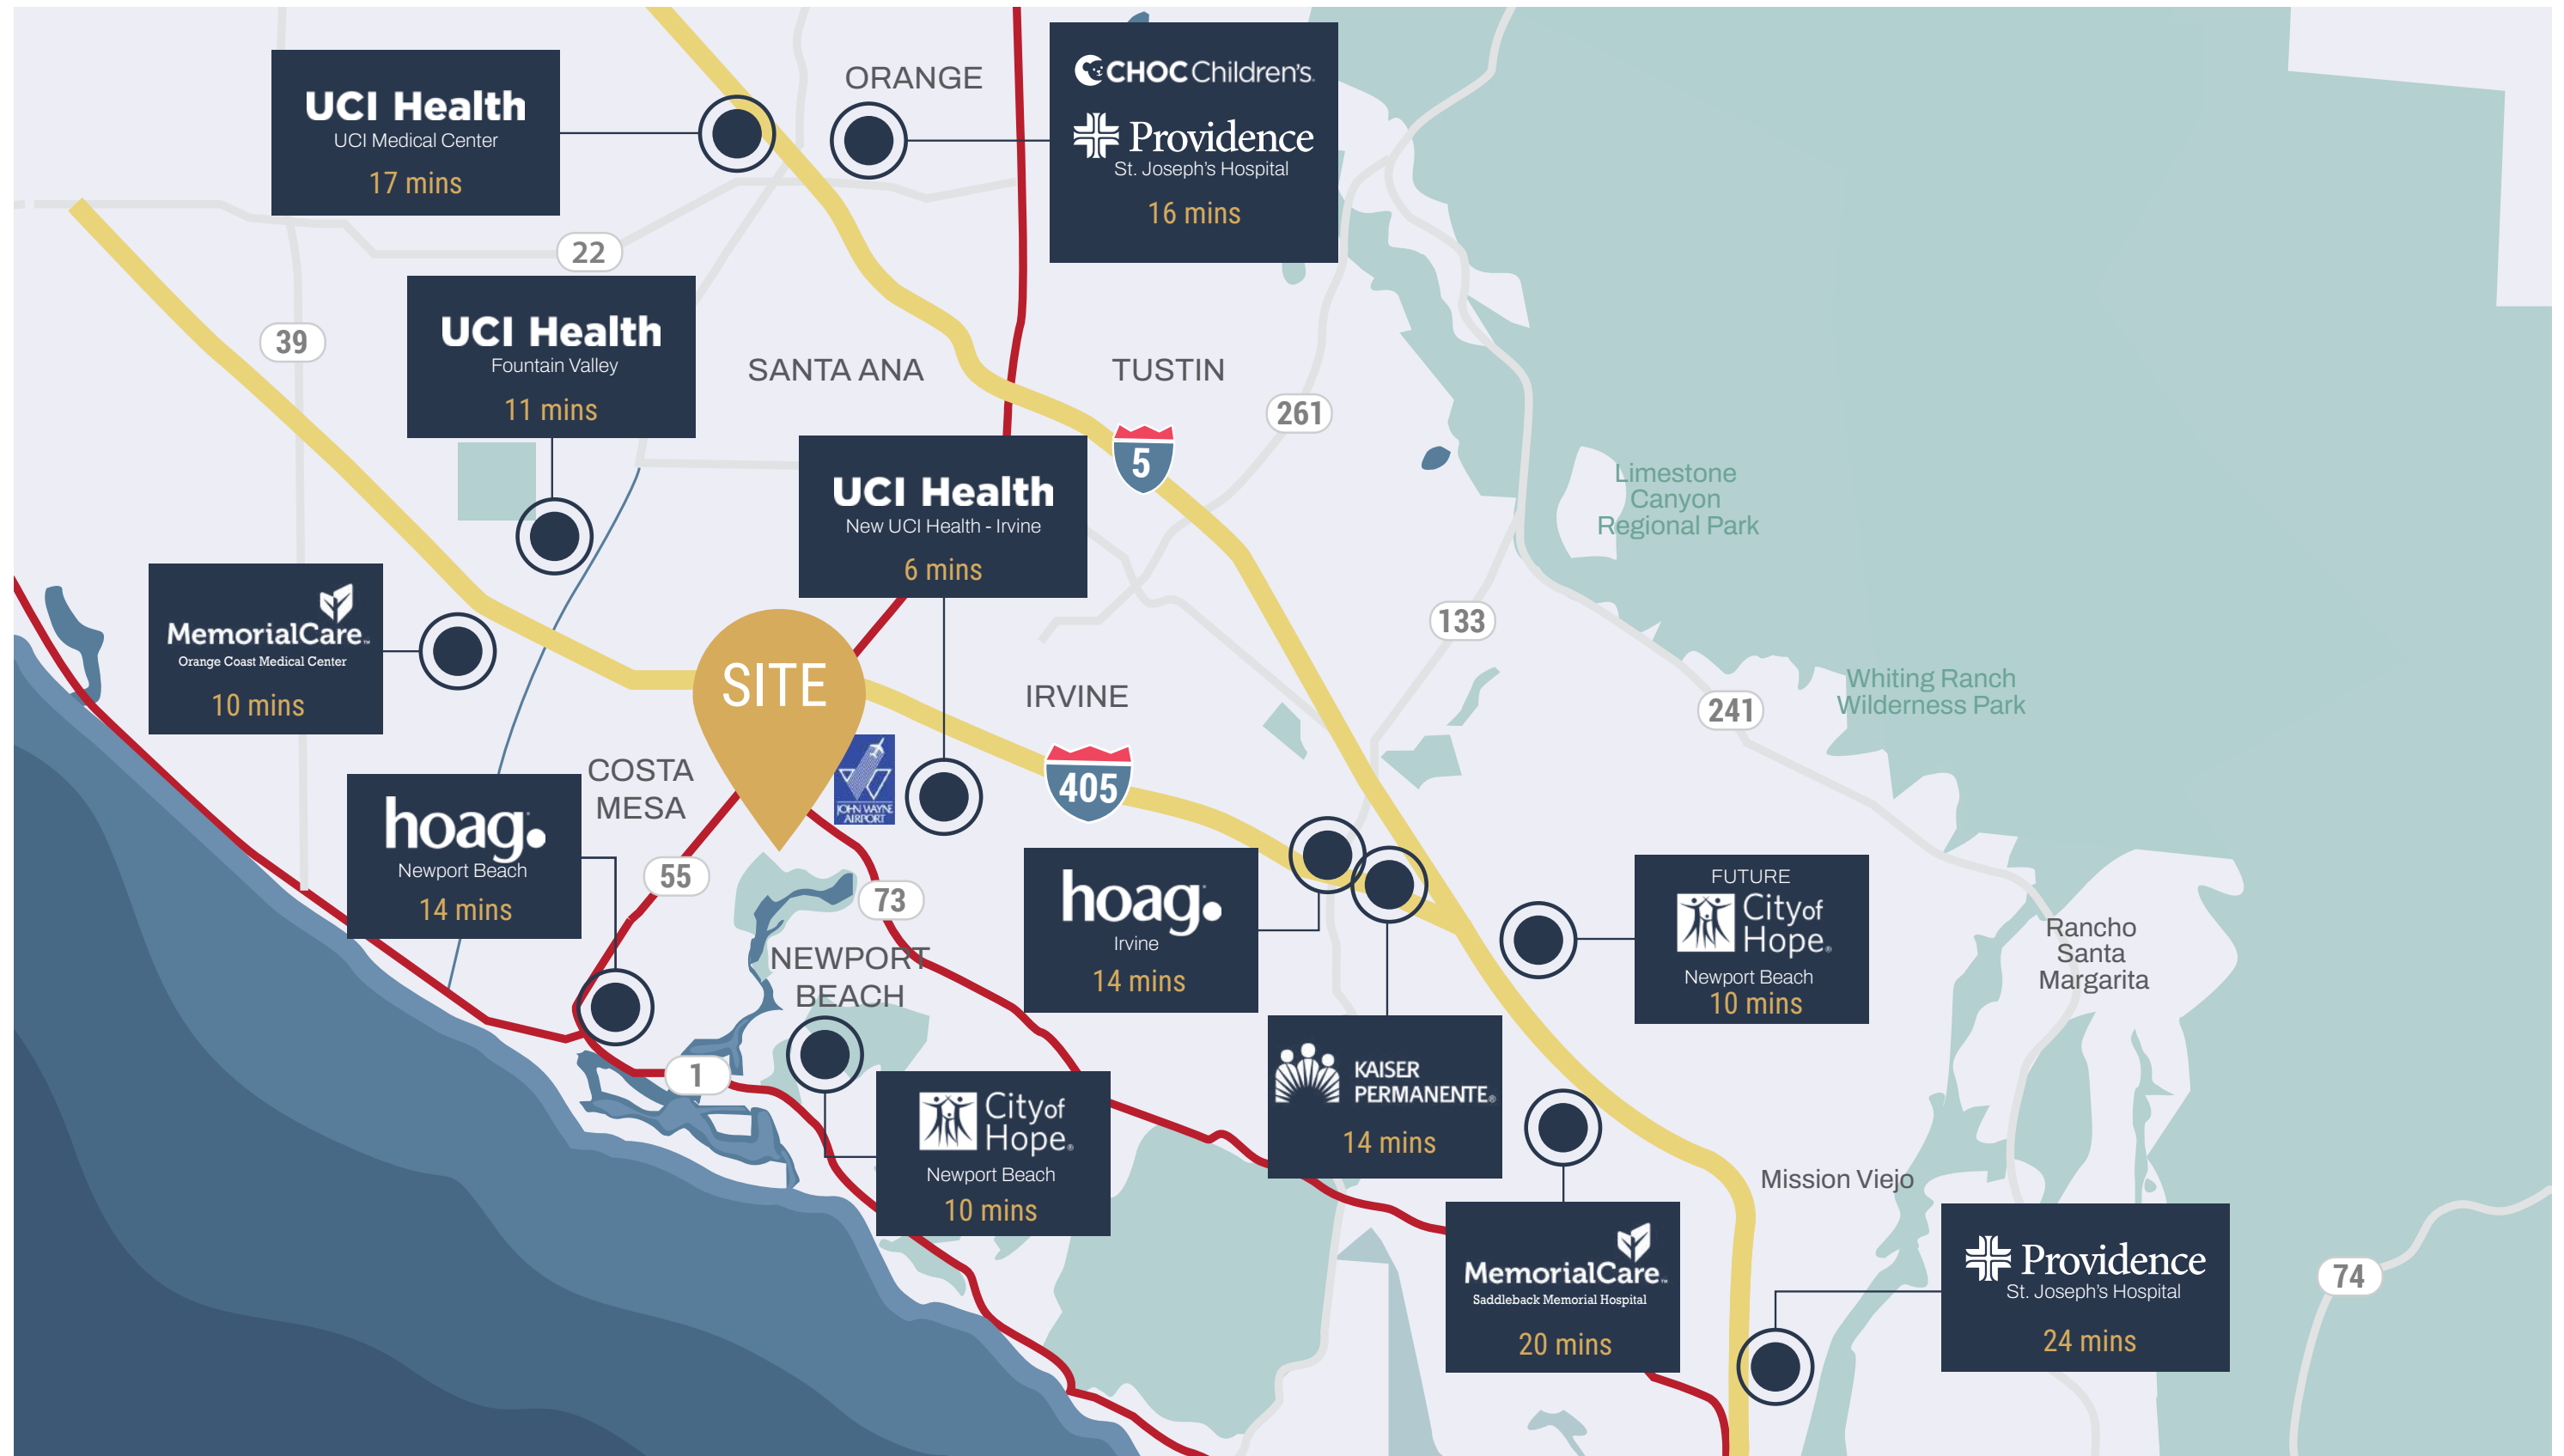 UCI Health
UCI Medical Center
17 mins
ORANGE
CHOC Children's.
Providence
St. Joseph's Hospital
16 mins
22
39
UCI Health
Fountain Valley
11 mins
SANTA ANA
TUSTIN
261
5
UCI Health
New UCI Health - Irvine
6 mins
Limestone
Canyon
Regional Park
MemorialCare™
Orange Coast Medical Center
10 mins
SITE
IRVINE
133
Whiting Ranch
Wilderness Park
241
COSTA
MESA
JOHN WAYNE
AIRPORT
405
hoag.
Newport Beach
14 mins
55
73
NEWPORT
BEACH
hoag.
Irvine
14 mins
FUTURE
City of
Hope®
Newport Beach
10 mins
Rancho
Santa
Margarita
1
City of
Hope®
Newport Beach
10 mins
KAISER
PERMANENTE®
14 mins
Mission Viejo
MemorialCare™
Saddleback Memorial Hospital
20 mins
Providence
St. Joseph's Hospital
24 mins
74